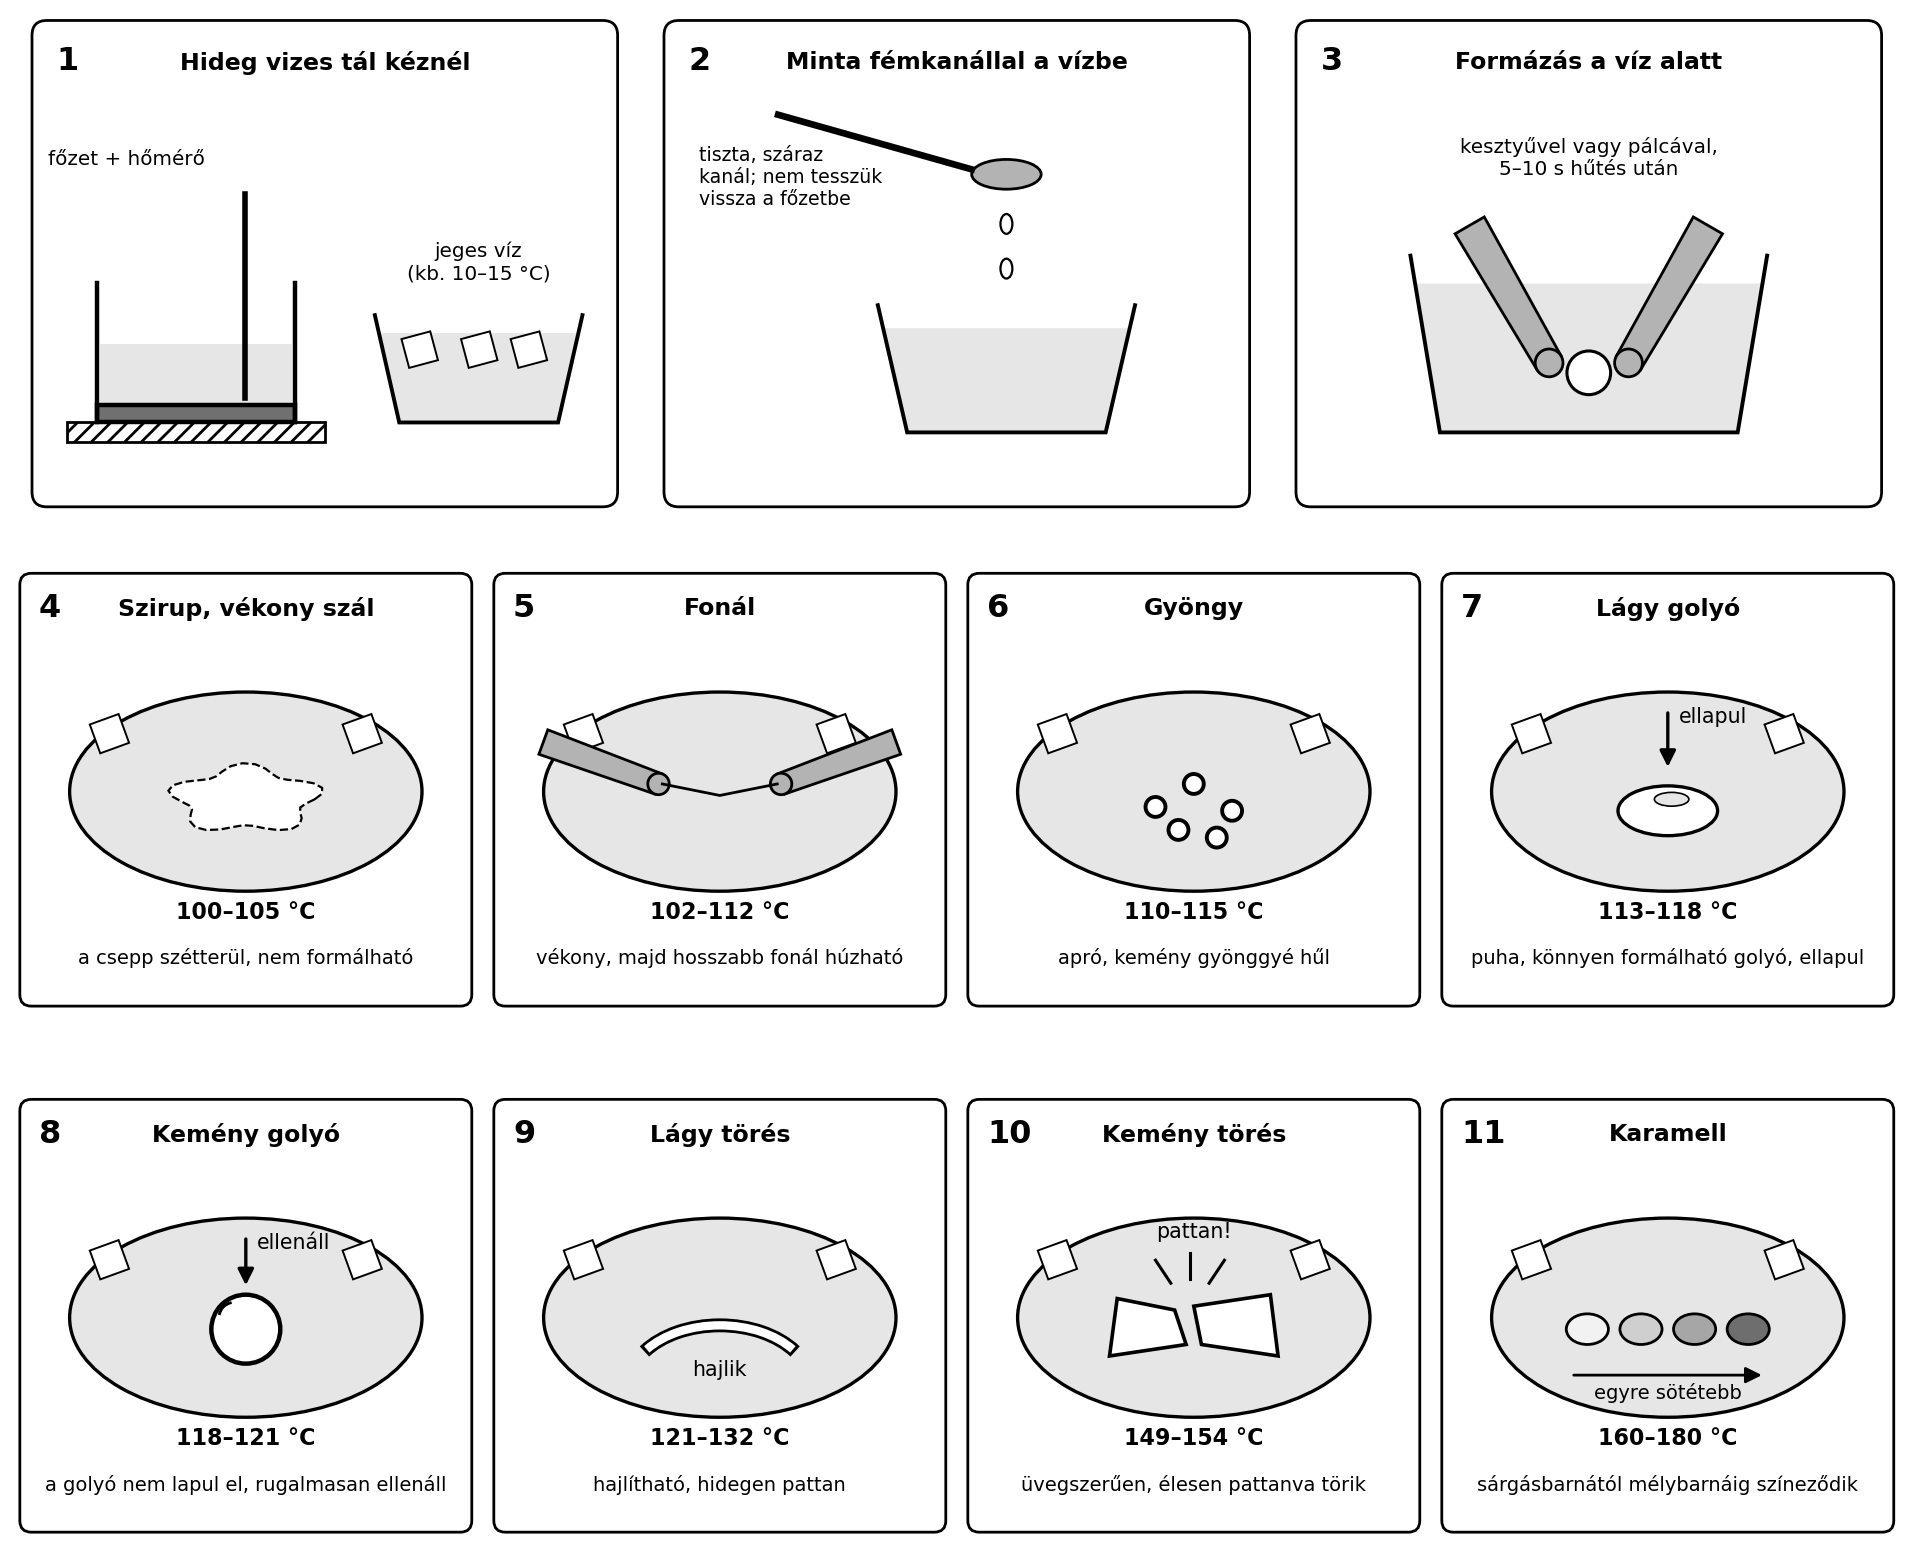 1 Hideg vizes tál kéznél
főzet + hőmérő
jeges víz
(kb. 10–15 °C)
2 Minta fémkanállal a vízbe
tiszta, száraz
kanál; nem tesszük
vissza a főzetbe
3 Formázás a víz alatt
kesztyűvel vagy pálcával,
5–10 s hűtés után
4 Szirup, vékony szál
100–105 °C
a csepp szétterül, nem formálható
5 Fonál
102–112 °C
vékony, majd hosszabb fonál húzható
6 Gyöngy
110–115 °C
apró, kemény gyönggyé hűl
7 Lágy golyó
ellapul
113–118 °C
puha, könnyen formálható golyó, ellapul
8 Kemény golyó
ellenáll
118–121 °C
a golyó nem lapul el, rugalmasan ellenáll
9 Lágy törés
hajlik
121–132 °C
hajlítható, hidegen pattan
10 Kemény törés
pattan!
149–154 °C
üvegszerűen, élesen pattanva törik
11 Karamell
egyre sötétebb
160–180 °C
sárgásbarnától mélybarnáig színeződik